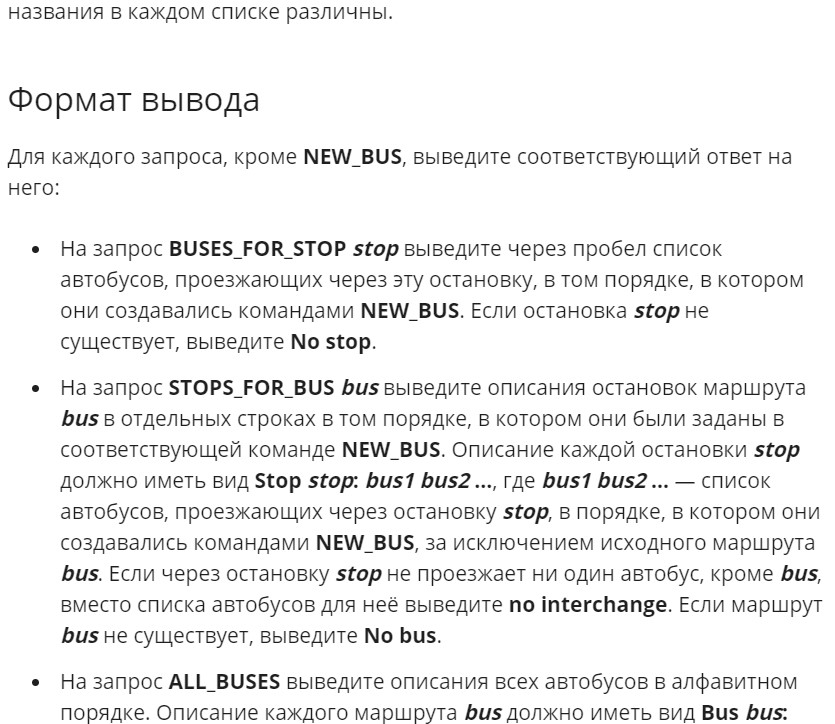 названия в каждом списке различны.
Формат вывода
Для каждого запроса, кроме NEW_BUS, выведите соответствующий ответ на
него:
• На запрос BUSES_FOR_STOP stop выведите через пробел список
автобусов, проезжающих через эту остановку, в том порядке, в котором
они создавались командами NEW_BUS. Если остановка stop не
существует, выведите No stop.
• На запрос STOPS_FOR_BUS bus выведите описания остановок маршрута
bus в отдельных строках в том порядке, в котором они были заданы в
соответствующей команде NEW_BUS. Описание каждой остановки stop
должно иметь вид Stop stop: bus1 bus2 ..., где bus1 bus2 ... — список
автобусов, проезжающих через остановку stop, в порядке, в котором они
создавались командами NEW_BUS, за исключением исходного маршрута
bus. Если через остановку stop не проезжает ни один автобус, кроме bus,
вместо списка автобусов для неё выведите no interchange. Если маршрут
bus не существует, выведите No bus.
• На запрос ALL_BUSES выведите описания всех автобусов в алфавитном
порядке. Описание каждого маршрута bus должно иметь вид Bus bus: